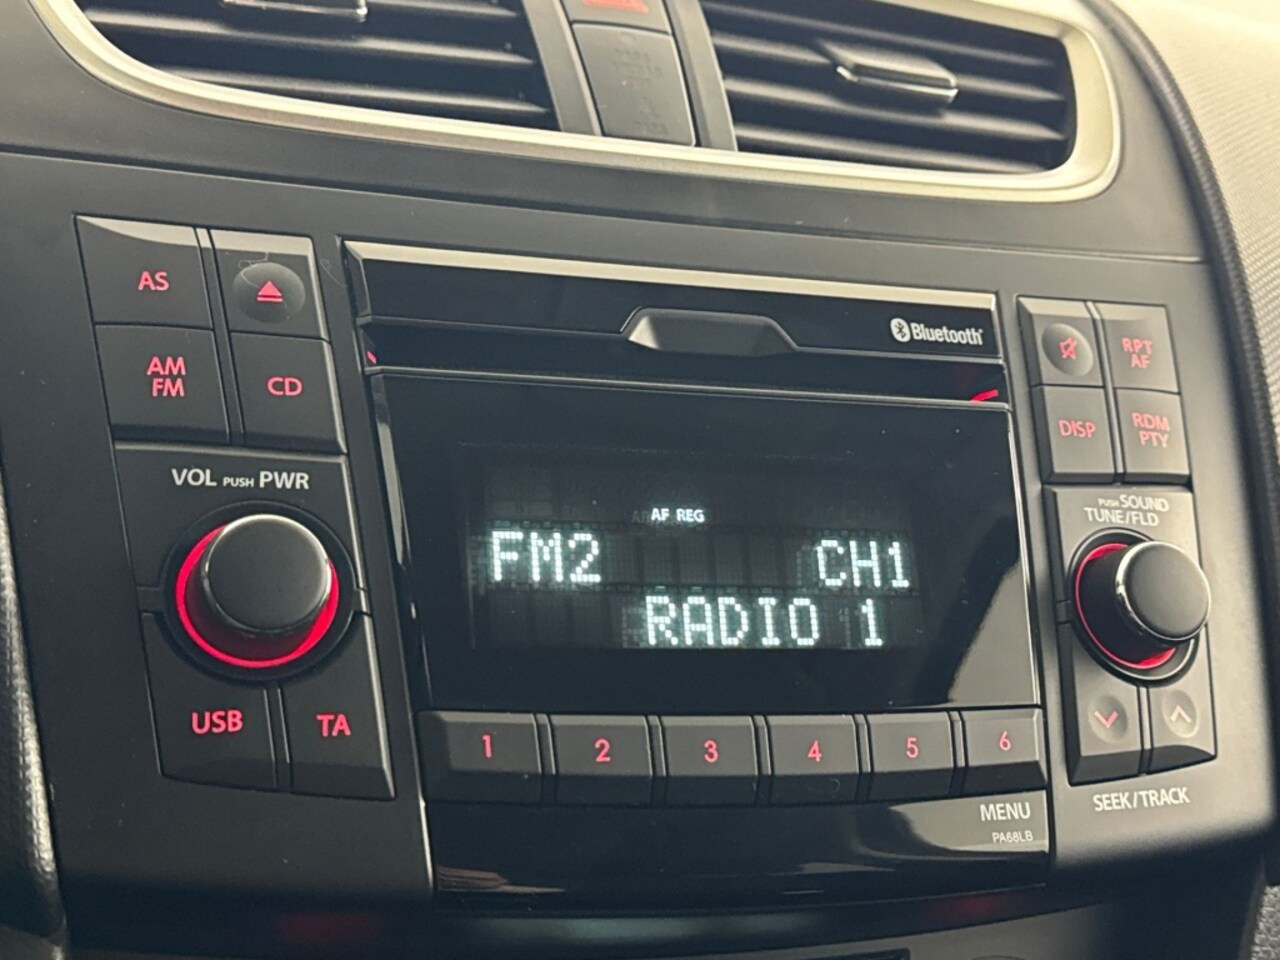 AS
AM
FM
CD
VOL PUSH PWR
USB
TA
Bluetooth
AF REG
FM2 CH1
RADIO 1
1 2 3 4 5 6
MENU
PA68LB
RPT
AF
DISP
RDM
PTY
PUSH SOUND
TUNE/FLD
SEEK/TRACK